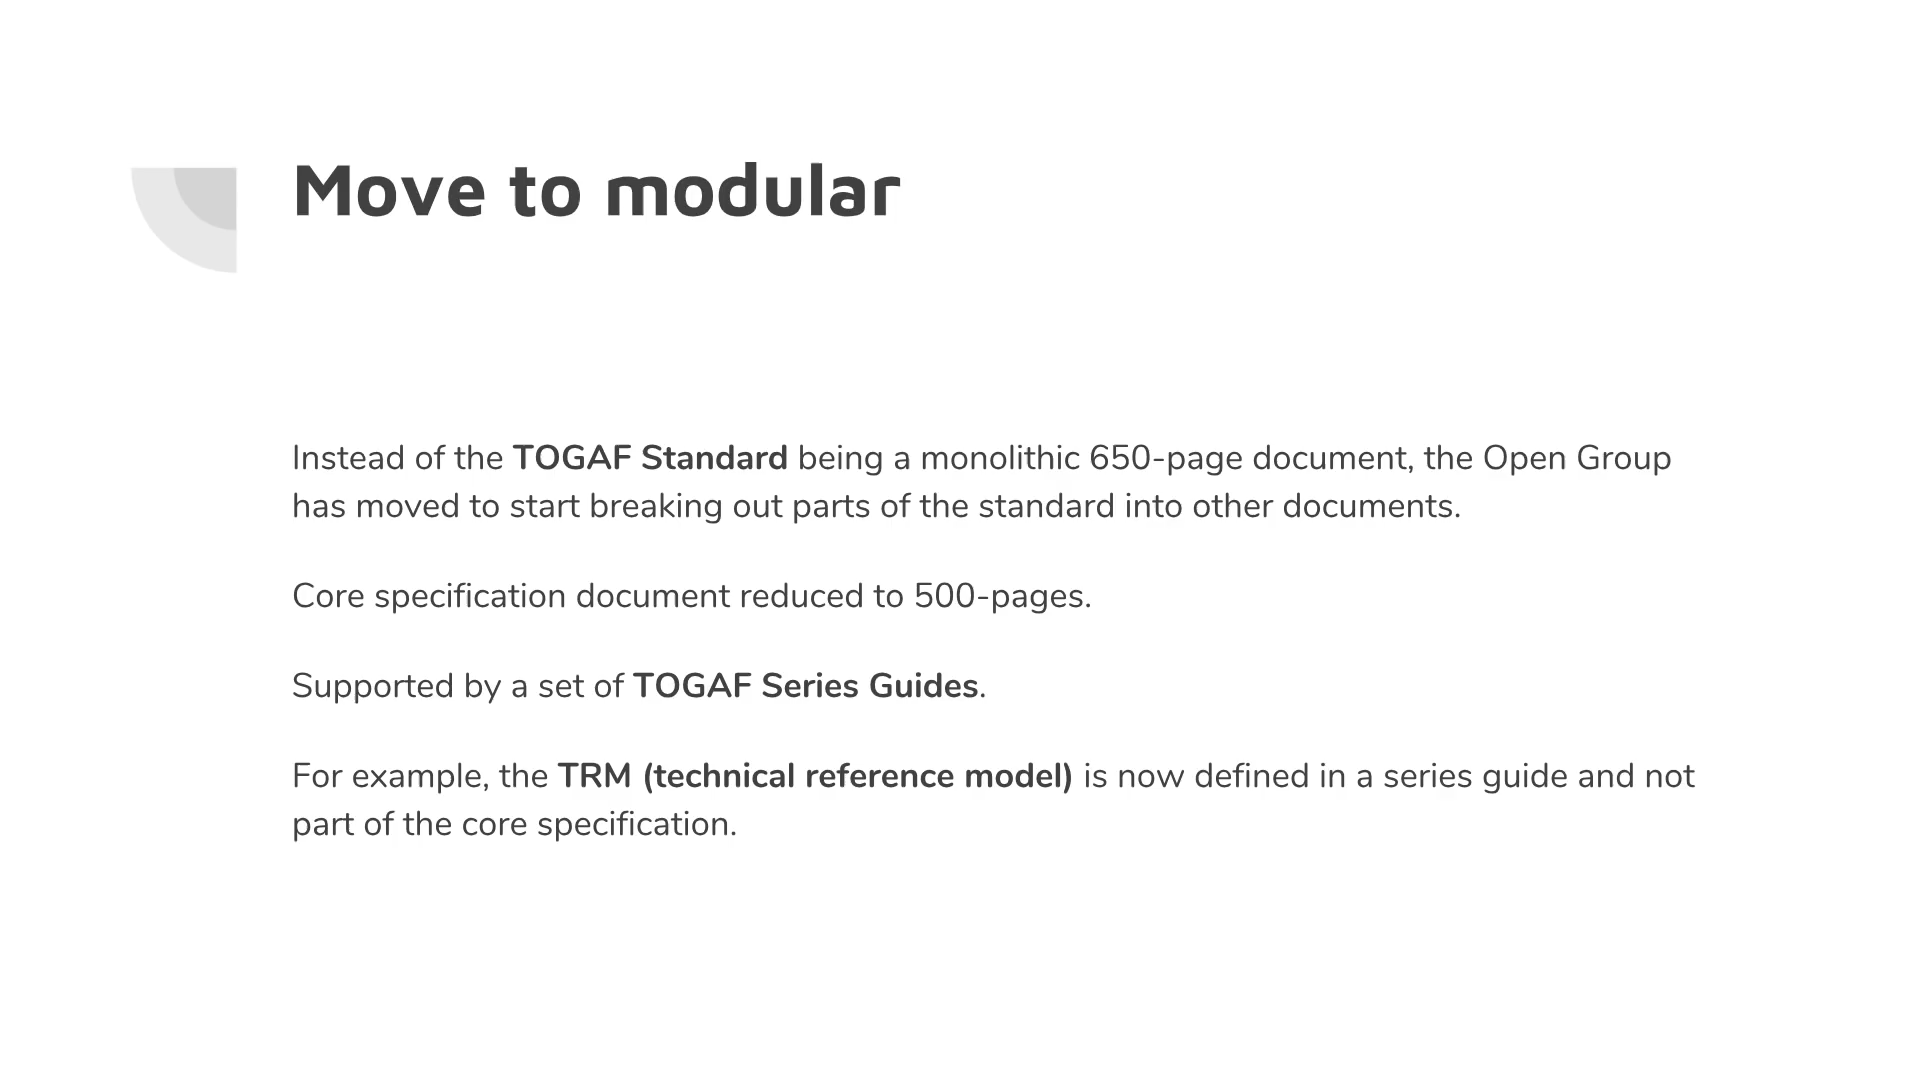 Move to modular
Instead of the TOGAF Standard being a monolithic 650-page document, the Open Group
has moved to start breaking out parts of the standard into other documents.
Core specification document reduced to 500-pages.
Supported by a set of TOGAF Series Guides.
For example, the TRM (technical reference model) is now defined in a series guide and not
part of the core specification.